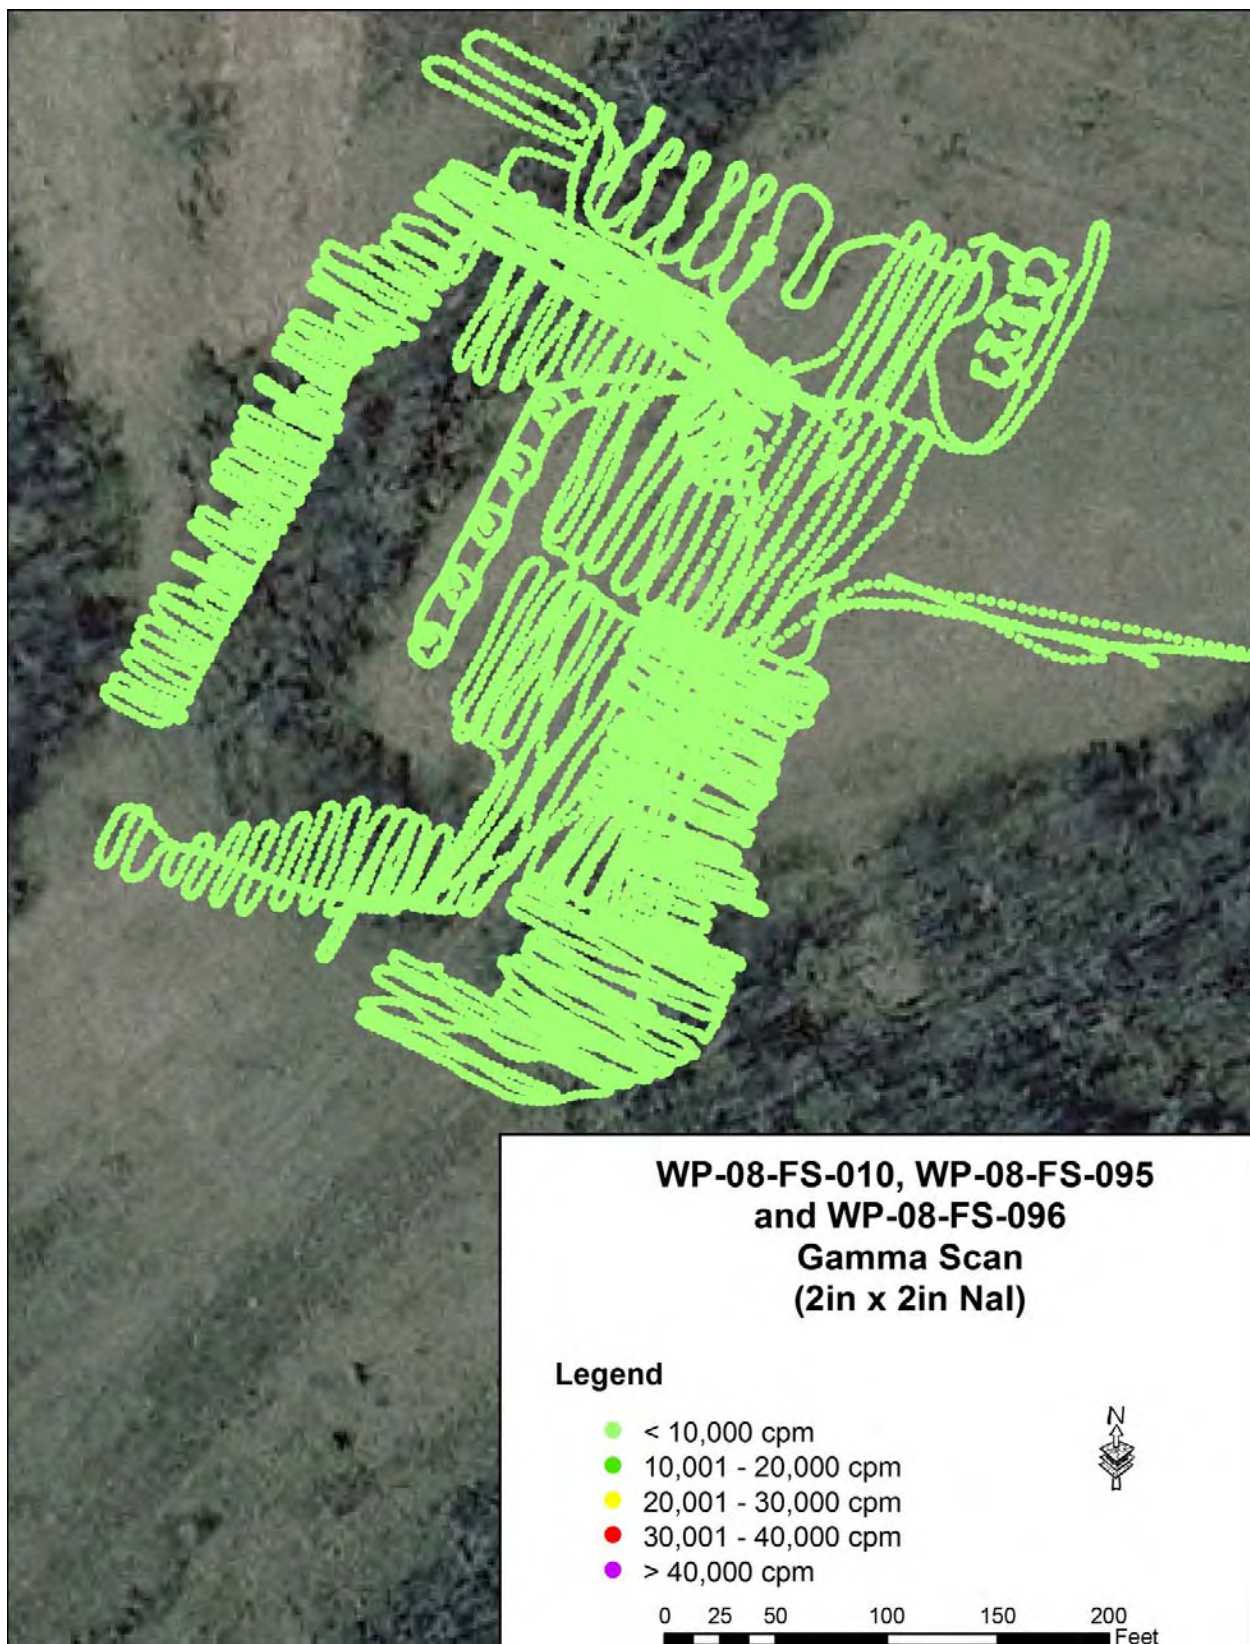 WP-08-FS-010, WP-08-FS-095
and WP-08-FS-096
Gamma Scan
(2in x 2in NaI)
Legend
< 10,000 cpm
10,001 - 20,000 cpm
20,001 - 30,000 cpm
30,001 - 40,000 cpm
> 40,000 cpm
N
0 25 50 100 150 200
Feet